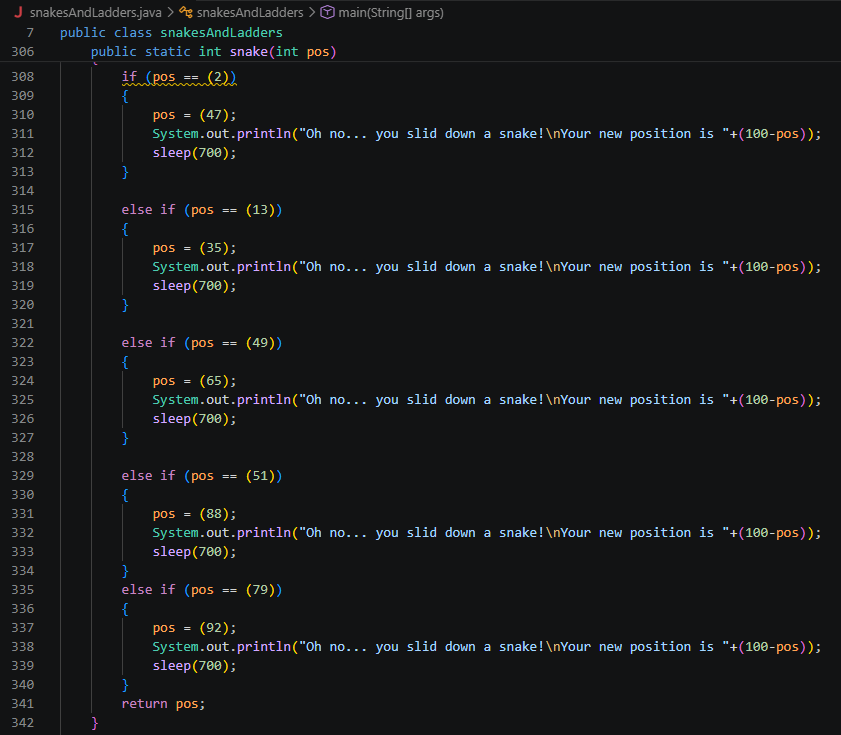 snakesAndLadders.java > snakesAndLadders > main(String[] args)
7 public class snakesAndLadders
306 public static int snake(int pos)
308 if (pos == (2))
309 {
310 pos = (47);
311 System.out.println("Oh no... you slid down a snake!\nYour new position is "+(100-pos));
312 sleep(700);
313 }
314
315 else if (pos == (13))
316 {
317 pos = (35);
318 System.out.println("Oh no... you slid down a snake!\nYour new position is "+(100-pos));
319 sleep(700);
320 }
321
322 else if (pos == (49))
323 {
324 pos = (65);
325 System.out.println("Oh no... you slid down a snake!\nYour new position is "+(100-pos));
326 sleep(700);
327 }
328
329 else if (pos == (51))
330 {
331 pos = (88);
332 System.out.println("Oh no... you slid down a snake!\nYour new position is "+(100-pos));
333 sleep(700);
334 }
335 else if (pos == (79))
336 {
337 pos = (92);
338 System.out.println("Oh no... you slid down a snake!\nYour new position is "+(100-pos));
339 sleep(700);
340 }
341 return pos;
342 }